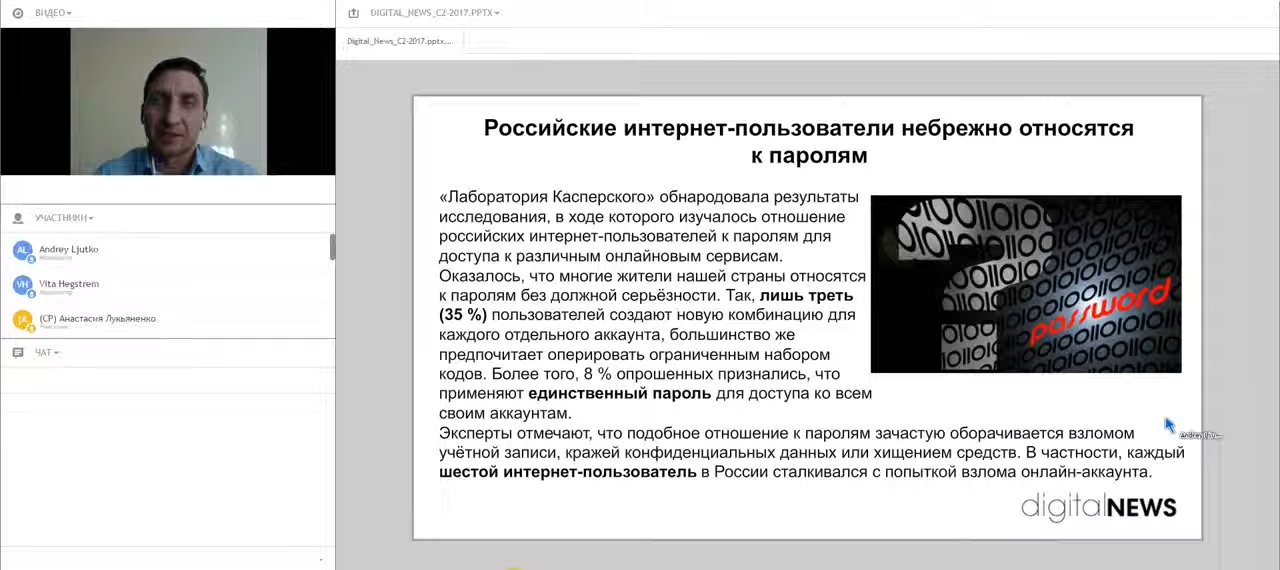 ВИДЕО
DIGITAL_NEWS_C2-2017.PPTX
Digital_News_C2-2017.pptx...
УЧАСТНИКИ
AL
Andrey Ljutko
VH
Vita Hegstrem
(A
(CP) Анастасия Лукьяненко
ЧАТ
Российские интернет-пользователи небрежно относятся
к паролям
«Лаборатория Касперского» обнародовала результаты
исследования, в ходе которого изучалось отношение
российских интернет-пользователей к паролям для
доступа к различным онлайновым сервисам.
Оказалось, что многие жители нашей страны относятся
к паролям без должной серьёзности. Так, лишь треть
(35 %) пользователей создают новую комбинацию для
каждого отдельного аккаунта, большинство же
предпочитает оперировать ограниченным набором
кодов. Более того, 8 % опрошенных признались, что
применяют единственный пароль для доступа ко всем
своим аккаунтам.
Эксперты отмечают, что подобное отношение к паролям зачастую оборачивается взломом
учётной записи, кражей конфиденциальных данных или хищением средств. В частности, каждый
шестой интернет-пользователь в России сталкивался с попыткой взлома онлайн-аккаунта.
password
digitalNEWS